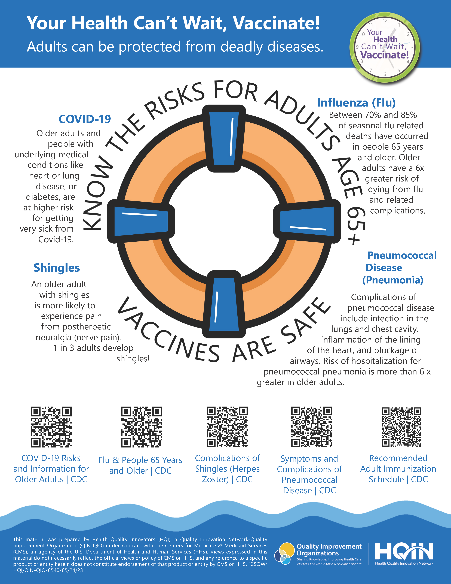 Your Health Can't Wait, Vaccinate!
Adults can be protected from deadly diseases.
Your
Health
Can't Wait,
Vaccinate!
KNOW THE RISKS FOR ADULTS AGE 65+
VACCINES ARE SAFE
COVID-19
Older adults and
people with
underlying medical
conditions like
heart or lung
disease, or
diabetes, are
at higher risk
for getting
very sick from
Covid-19.
Influenza (Flu)
Between 70% and 85%
of seasonal flu related
deaths have occurred
in people 65 years
and older. Older
adults have a 6x
greater risk of
dying from flu
and related
complications.
Shingles
An older adult
with shingles
is more likely to
experience pain
from postherpetic
neuralgia (nerve pain).
1 in 3 adults develop
shingles!
Pneumococcal
Disease
(Pneumonia)
Complications of
pneumococcal disease
include infection in the
lungs and chest cavity,
inflammation of the lining
of the heart, and blockage of
airways. Risk of hospitalization for
pneumococcal pneumonia is more than 6 x
greater in older adults.
COVID-19 Risks
and Information for
Older Adults | CDC
Flu & People 65 Years
and Older | CDC
Complications of
Shingles (Herpes
Zoster) | CDC
Symptoms and
Complications of
Pneumococcal
Disease | CDC
Recommended
Adult Immunization
Schedule | CDC
Quality Improvement
Organizations
HQIN
Health Quality Innovation Network